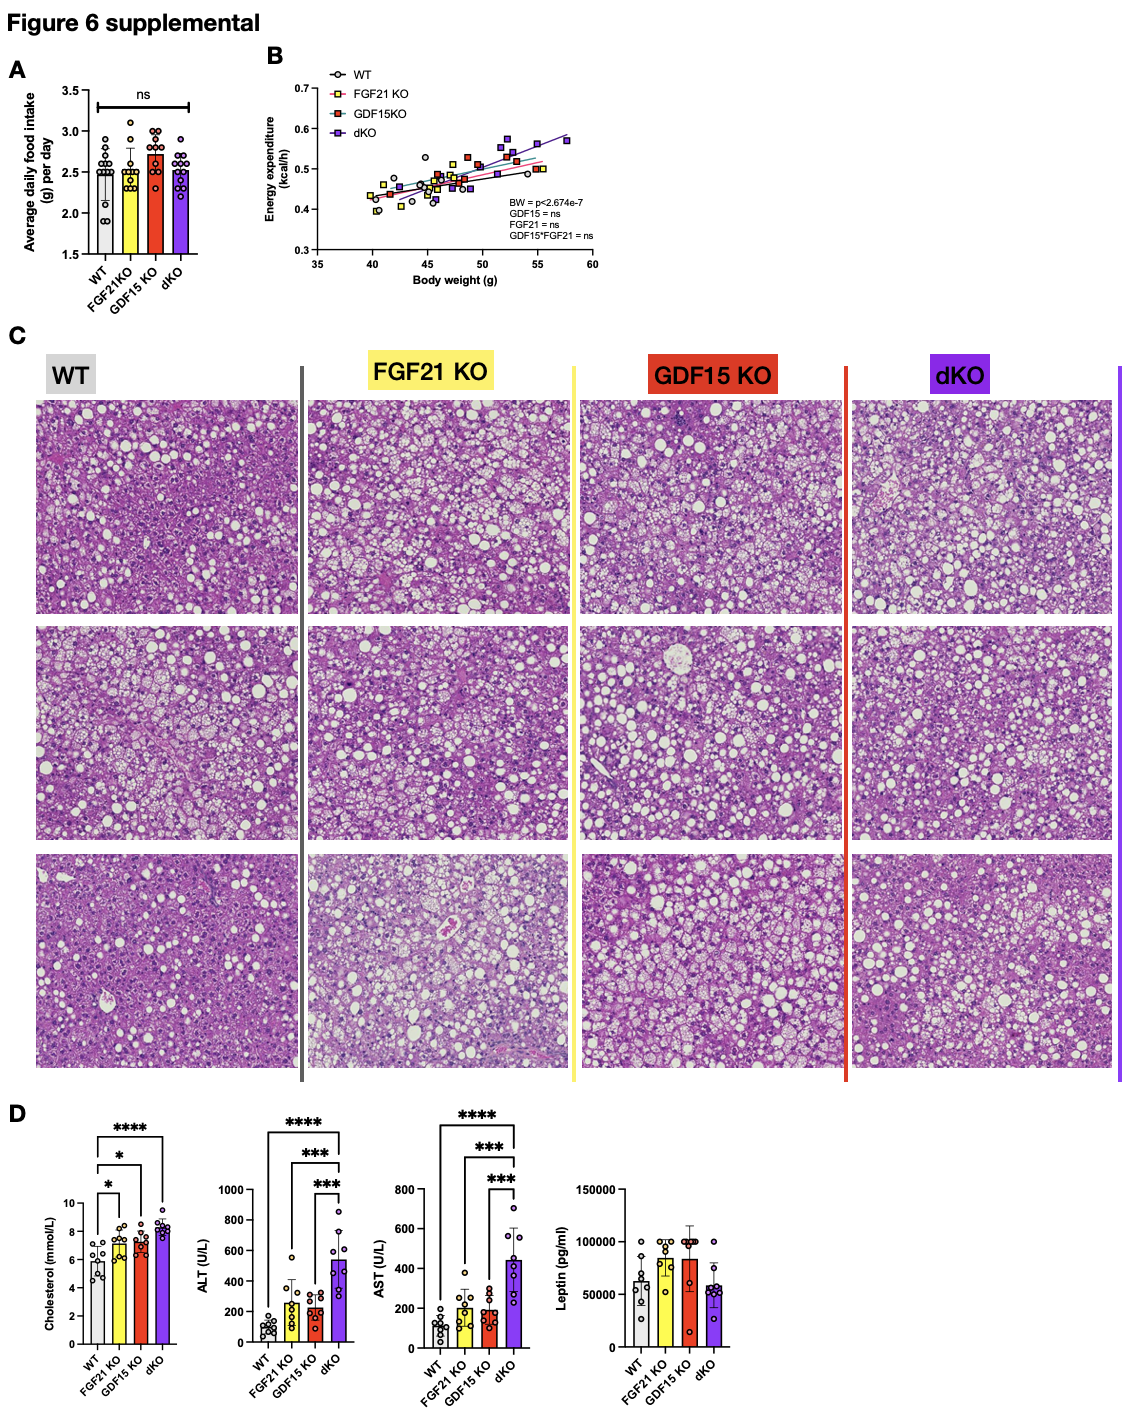 Figure 6 supplemental
A
Average daily food intake
(g) per day
3.5
3.0
2.5
2.0
1.5
ns
WT
FGF21KO
GDF15 KO
dKO
B
WT
FGF21 KO
GDF15KO
dKO
Energy expenditure
(kcal/h)
0.7
0.6
0.5
0.4
0.3
35
40
45
50
55
60
Body weight (g)
BW = p<2.674e-7
GDF15 = ns
FGF21 = ns
GDF15*FGF21 = ns
C
WT
FGF21 KO
GDF15 KO
dKO
D
Cholesterol (mmol/L)
10
8
6
4
2
0
****
*
*
WT
FGF21 KO
GDF15 KO
dKO
ALT (U/L)
1000
800
600
400
200
0
****
***
***
WT
FGF21 KO
GDF15 KO
dKO
AST (U/L)
800
600
400
200
0
****
***
***
WT
FGF21 KO
GDF15 KO
dKO
Leptin (pg/ml)
150000
100000
50000
0
WT
FGF21 KO
GDF15 KO
dKO